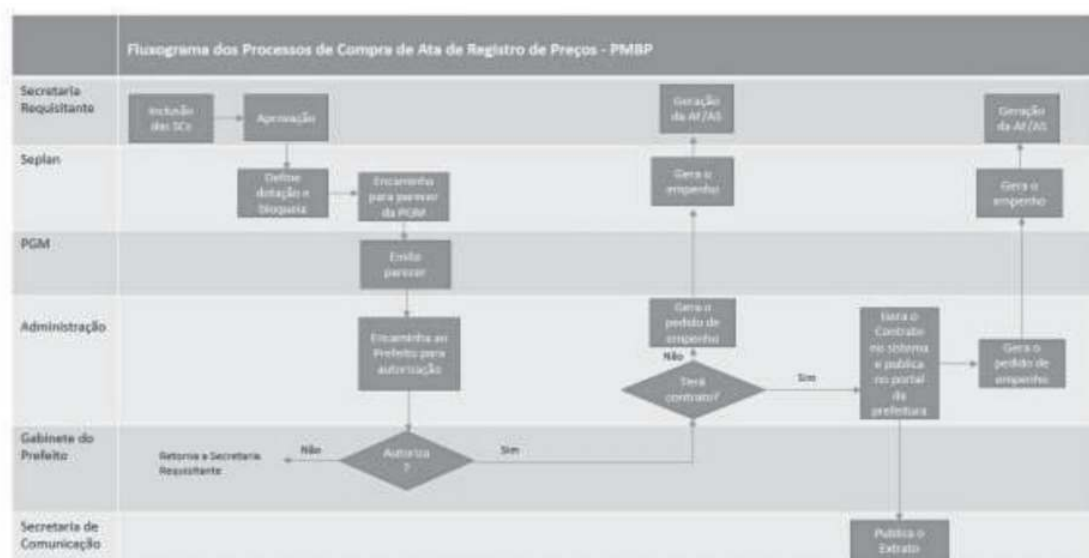 Fluxograma dos Processos de Compra de Ata de Registro de Preços - PMBP
Secretaria
Requisitante
Inclusão
das SCs
Aprovação
Geração
da AF/AS
Geração
da AF/AS
Seplan
Define
dotação e
bloqueia
Encaminha
para parecer
da PGM
Gera o
empenho
Gera o
empenho
PGM
Emite
parecer
Administração
Encaminha ao
Prefeito para
autorização
Gera o
pedido de
empenho
Não
Terá
contrato?
Sim
Gera o
Contrato
no sistema
e publica
no portal
da
prefeitura
Gera o
pedido de
empenho
Gabinete do
Prefeito
Retorna a Secretaria
Requisitante
Não
Autoriza
?
Sim
Secretaria de
Comunicação
Publica o
Extrato